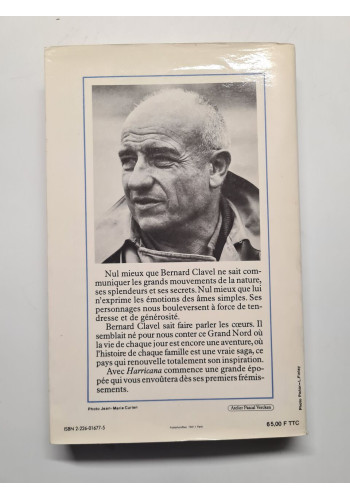 Nul mieux que Bernard Clavel ne sait com-
muniquer les grands mouvements de la nature,
ses splendeurs et ses secrets. Nul mieux que lui
n'exprime les émotions des âmes simples. Ses
personnages nous bouleversent à force de ten-
dresse et de générosité.
Bernard Clavel sait faire parler les cœurs. Il
semblait né pour nous conter ce Grand Nord où
la vie de chaque jour est encore une aventure, où
l'histoire de chaque famille est une vraie saga, ce
pays qui renouvelle totalement son inspiration.
Avec Harricana commence une grande épo-
pée qui vous envoûtera dès ses premiers frémis-
sements.
Photo Jean-Marie Curien
Atelier Pascal Vercken
ISBN 2-226-01677-5
65,00 F TTC